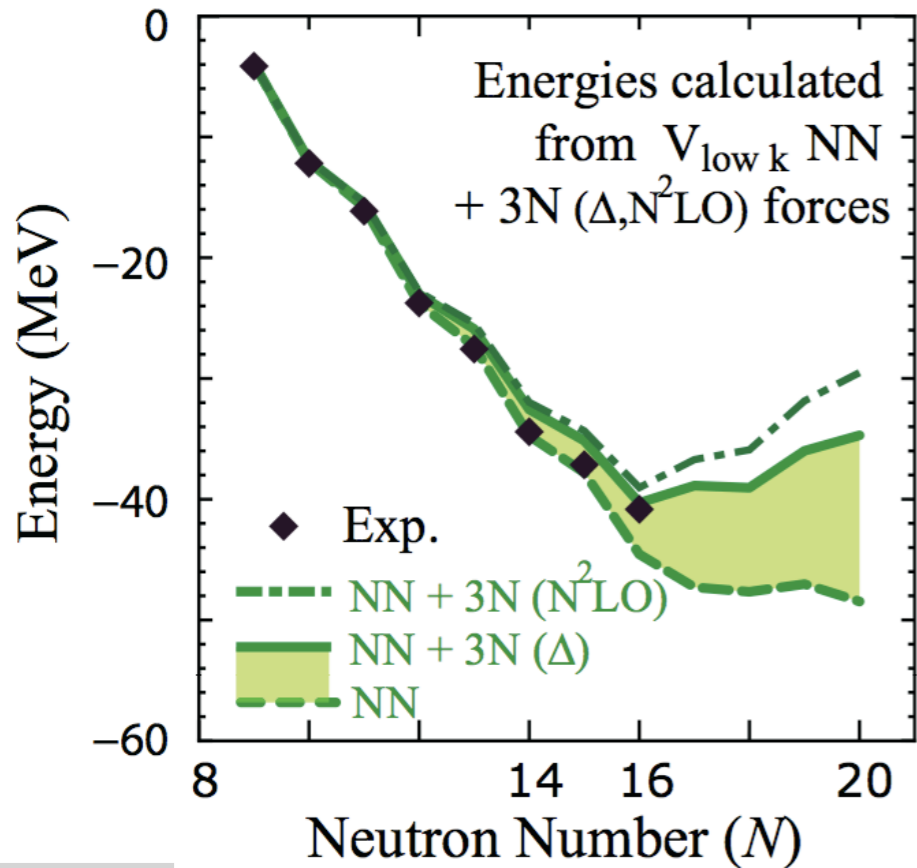 0
−20
−40
−60
Energy (MeV)
Energies calculated
from V_low k NN
+ 3N (Δ,N²LO) forces
Exp.
NN + 3N (N²LO)
NN + 3N (Δ)
NN
8 14 16 20
Neutron Number (N)